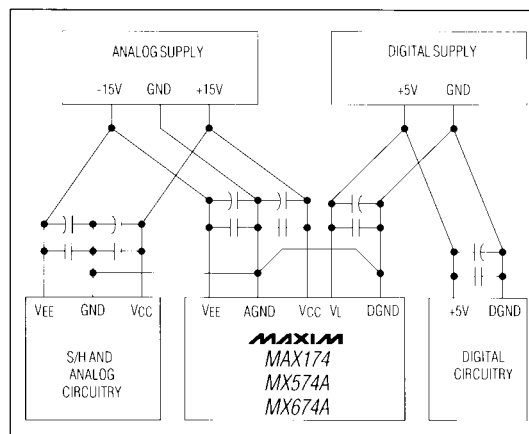 ANALOG SUPPLY
-15V GND +15V
DIGITAL SUPPLY
+5V GND
VEE GND VCC
S/H AND
ANALOG
CIRCUITRY
VEE AGND VCC VL DGND
MAXIM
MAX174
MX574A
MX674A
+5V DGND
DIGITAL
CIRCUITRY